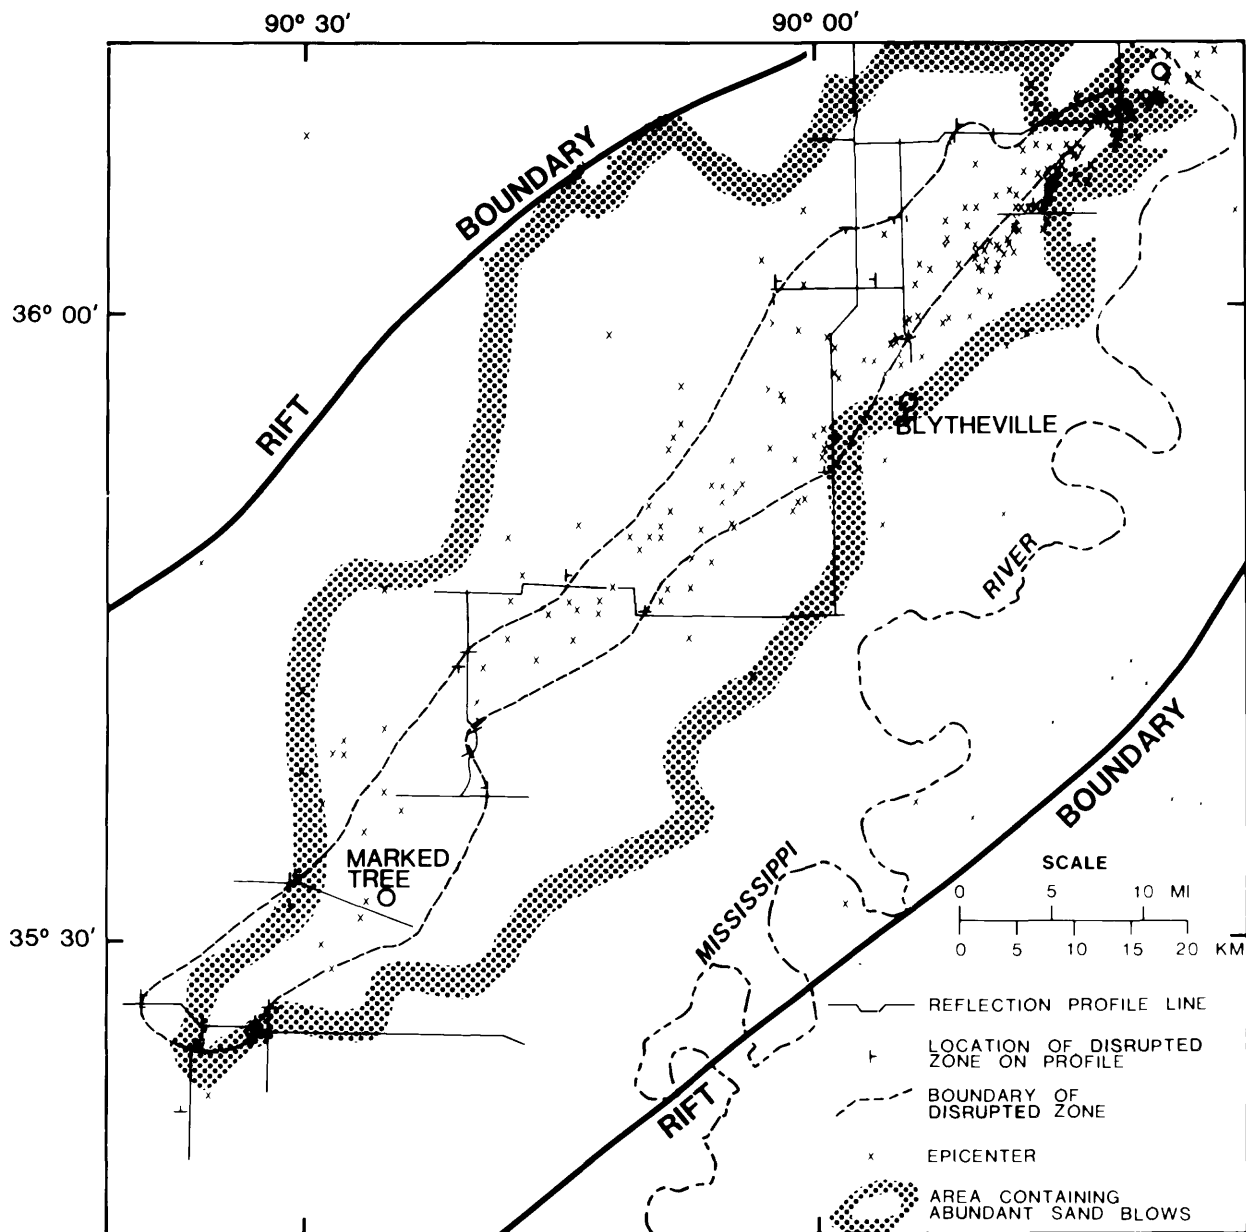 90° 30′
90° 00′
BOUNDARY
RIFT
36° 00′
BLYTHEVILLE
RIVER
BOUNDARY
MARKED
TREE
MISSISSIPPI
RIFT
35° 30′
SCALE
0 5 10 MI
0 5 10 15 20 KM
REFLECTION PROFILE LINE
LOCATION OF DISRUPTED
ZONE ON PROFILE
BOUNDARY OF
DISRUPTED ZONE
EPICENTER
AREA CONTAINING
ABUNDANT SAND BLOWS